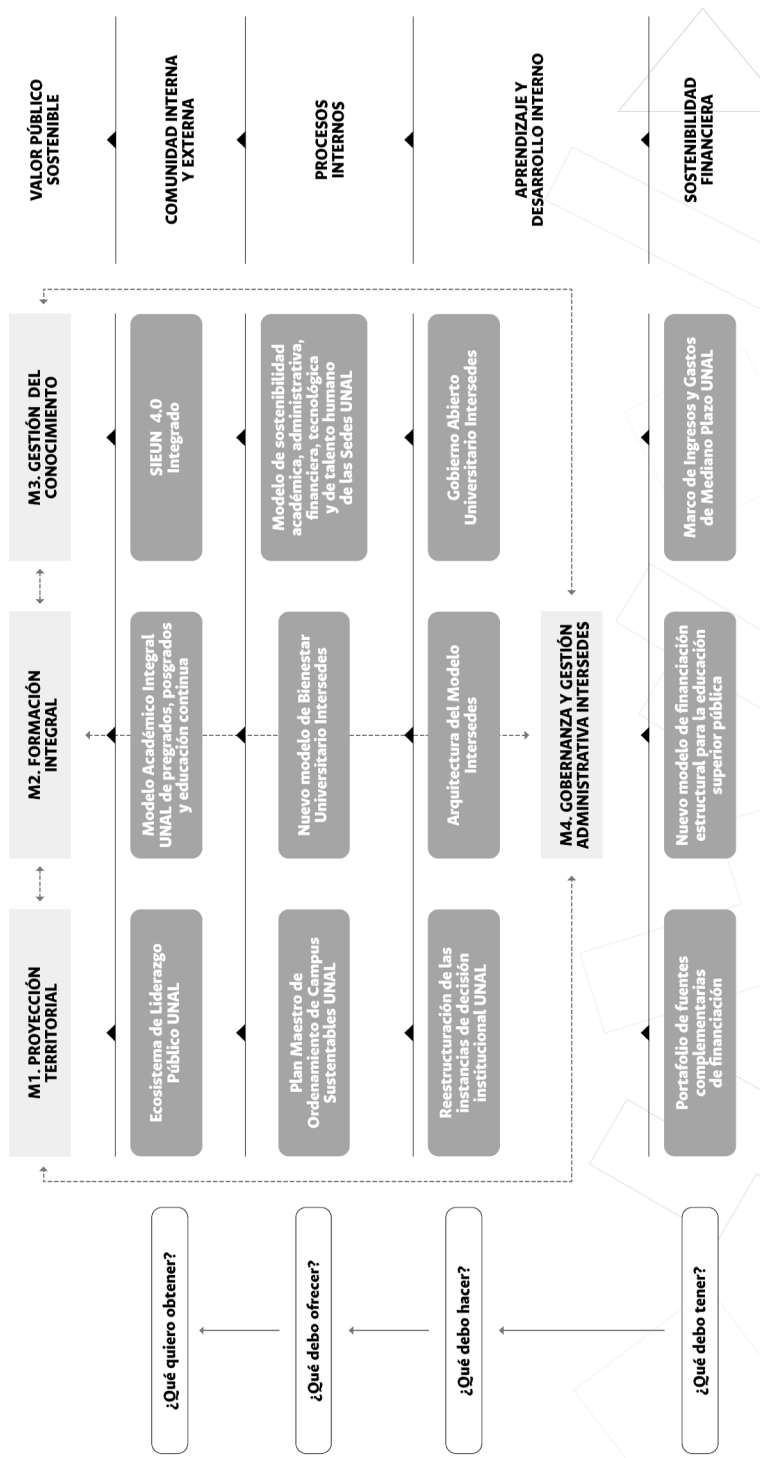 M1. PROYECCIÓN
TERRITORIAL
M2. FORMACIÓN
INTEGRAL
M3. GESTIÓN DEL
CONOCIMIENTO
VALOR PÚBLICO
SOSTENIBLE
¿Qué quiero obtener?
Ecosistema de Liderazgo
Público UNAL
Modelo Académico Integral
UNAL de pregrados, posgrados
y educación continua
SIEUN 4.0
Integrado
COMUNIDAD INTERNA
Y EXTERNA
¿Qué debo ofrecer?
Plan Maestro de
Ordenamiento de Campus
Sustentables UNAL
Nuevo modelo de Bienestar
Universitario Intersedes
Modelo de sostenibilidad
académica, administrativa,
financiera, tecnológica
y de talento humano
de las Sedes UNAL
PROCESOS
INTERNOS
¿Qué debo hacer?
Reestructuración de las
instancias de decisión
institucional UNAL
Arquitectura del Modelo
Intersedes
Gobierno Abierto
Universitario Intersedes
APRENDIZAJE Y
DESARROLLO INTERNO
M4. GOBERNANZA Y GESTIÓN
ADMINISTRATIVA INTERSEDES
¿Qué debo tener?
Portafolio de fuentes
complementarias
de financiación
Nuevo modelo de financiación
estructural para la educación
superior pública
Marco de Ingresos y Gastos
de Mediano Plazo UNAL
SOSTENIBILIDAD
FINANCIERA